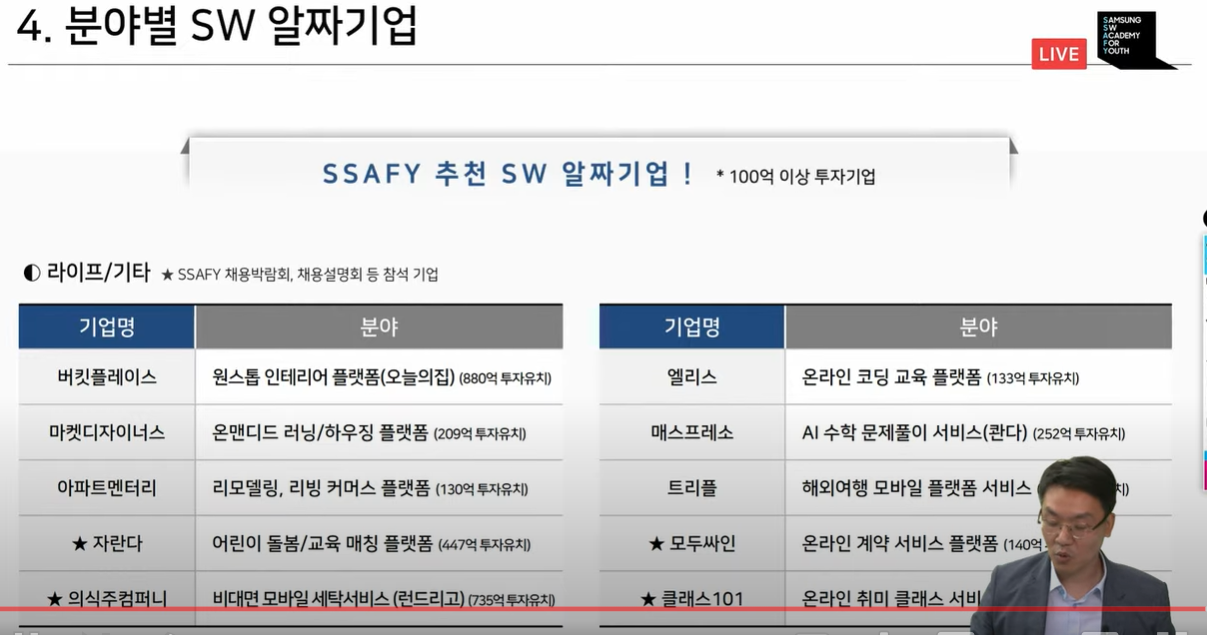 4. 분야별 SW 알짜기업
LIVE
SAMSUNG
SW
ACADEMY
FOR
YOUTH
SSAFY 추천 SW 알짜기업 ! * 100억 이상 투자기업
◐ 라이프/기타 ★ SSAFY 채용박람회, 채용설명회 등 참석 기업
기업명 분야
버킷플레이스 원스톱 인테리어 플랫폼(오늘의집) (880억 투자유치)
마켓디자이너스 온맨디드 러닝/하우징 플랫폼 (209억 투자유치)
아파트멘터리 리모델링, 리빙 커머스 플랫폼 (130억 투자유치)
★ 자란다 어린이 돌봄/교육 매칭 플랫폼 (447억 투자유치)
★ 의식주컴퍼니 비대면 모바일 세탁서비스 (런드리고) (735억 투자유치)
기업명 분야
엘리스 온라인 코딩 교육 플랫폼 (133억 투자유치)
매스프레소 AI 수학 문제풀이 서비스(콴다) (252억 투자유치)
트리플 해외여행 모바일 플랫폼 서비스
★ 모두싸인 온라인 계약 서비스 플랫폼 (140억
★ 클래스101 온라인 취미 클래스 서비